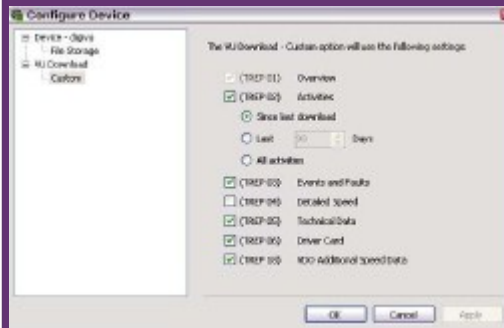 Configure Device
Device - digivu
File Storage
VU Download
Custom
The VU Download - Custom option will use the following settings:
(TREP 01) Overview
(TREP 02) Activities
Since last download
Last 90 Days
All activities
(TREP 03) Events and Faults
(TREP 04) Detailed Speed
(TREP 05) Technical Data
(TREP 06) Driver Card
(TREP 08) VDO Additional Speed Data
OK Cancel Apply